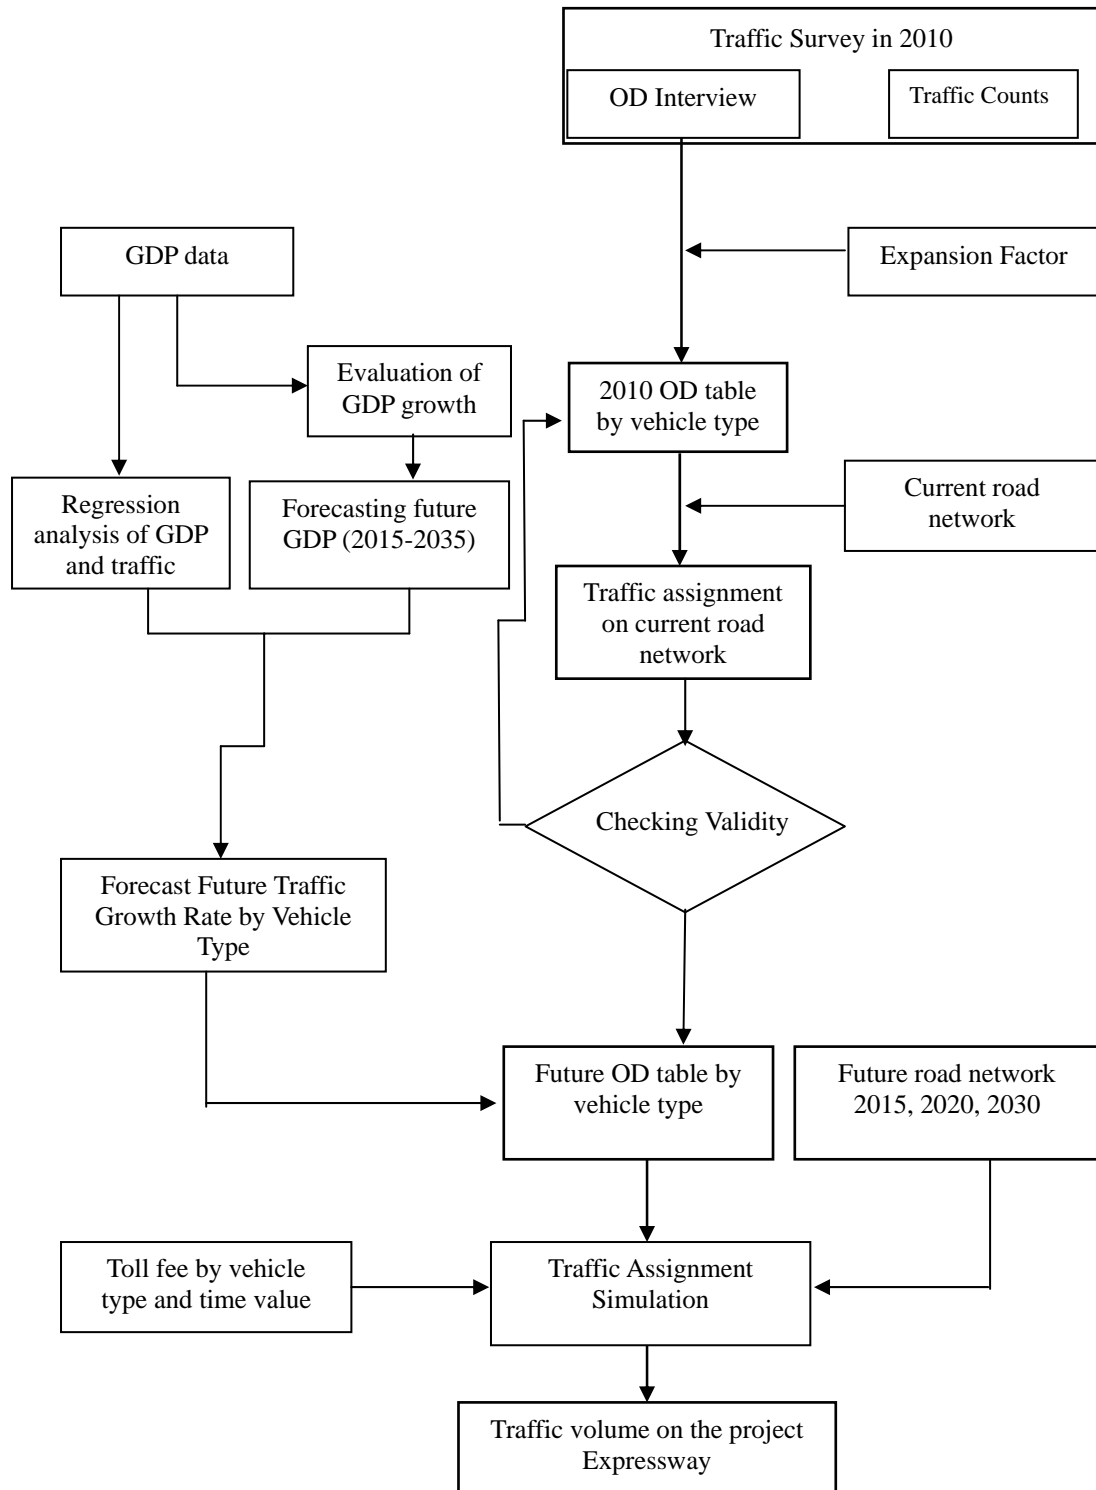 Traffic Survey in 2010
OD Interview
Traffic Counts
GDP data
Expansion Factor
Evaluation of
GDP growth
2010 OD table
by vehicle type
Regression
analysis of GDP
and traffic
Forecasting future
GDP (2015-2035)
Current road
network
Traffic assignment
on current road
network
Checking Validity
Forecast Future Traffic
Growth Rate by Vehicle
Type
Future OD table by
vehicle type
Future road network
2015, 2020, 2030
Toll fee by vehicle
type and time value
Traffic Assignment
Simulation
Traffic volume on the project
Expressway